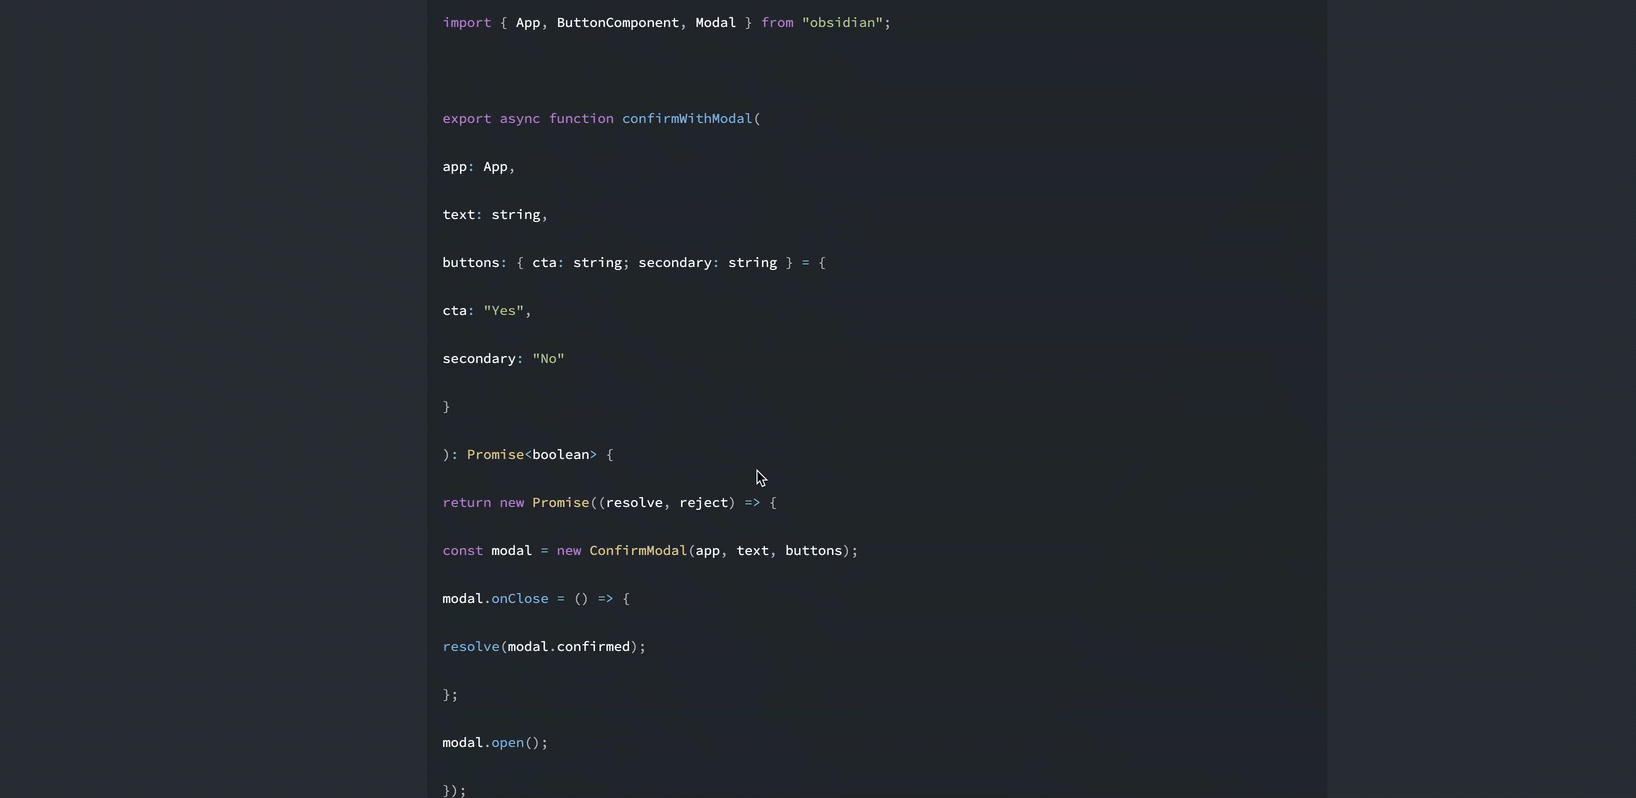 import { App, ButtonComponent, Modal } from "obsidian";
export async function confirmWithModal(
app: App,
text: string,
buttons: { cta: string; secondary: string } = {
cta: "Yes",
secondary: "No"
}
): Promise<boolean> {
return new Promise((resolve, reject) => {
const modal = new ConfirmModal(app, text, buttons);
modal.onClose = () => {
resolve(modal.confirmed);
};
modal.open();
});